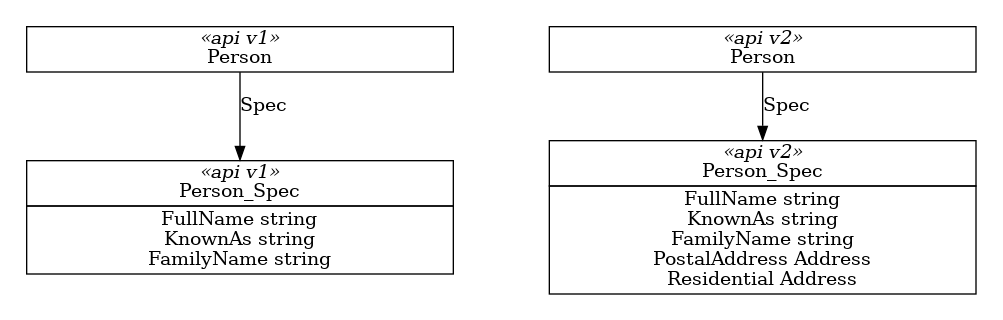 «api v1»
Person
Spec
«api v1»
Person_Spec
FullName string
KnownAs string
FamilyName string
«api v2»
Person
Spec
«api v2»
Person_Spec
FullName string
KnownAs string
FamilyName string
PostalAddress Address
Residential Address